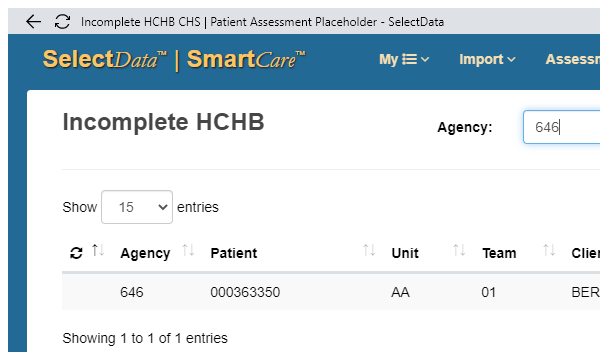 Incomplete HCHB CHS | Patient Assessment Placeholder - SelectData
SelectData™ | SmartCare™ My Import Assessm
Incomplete HCHB Agency: 646
Show 15 entries
Agency Patient Unit Team Clie
646 000363350 AA 01 BER
Showing 1 to 1 of 1 entries